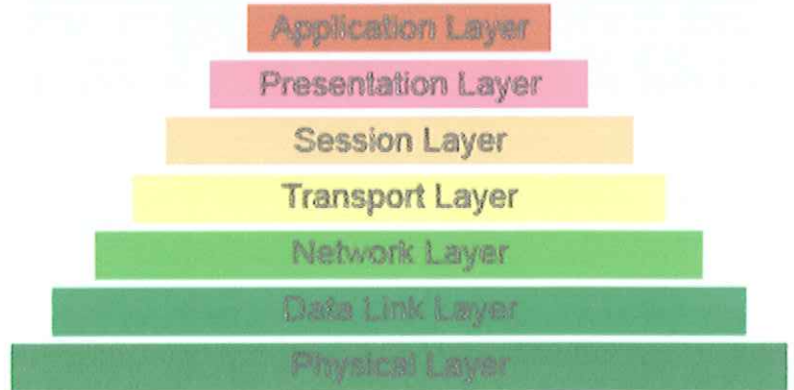 Application Layer
Presentation Layer
Session Layer
Transport Layer
Network Layer
Data Link Layer
Physical Layer